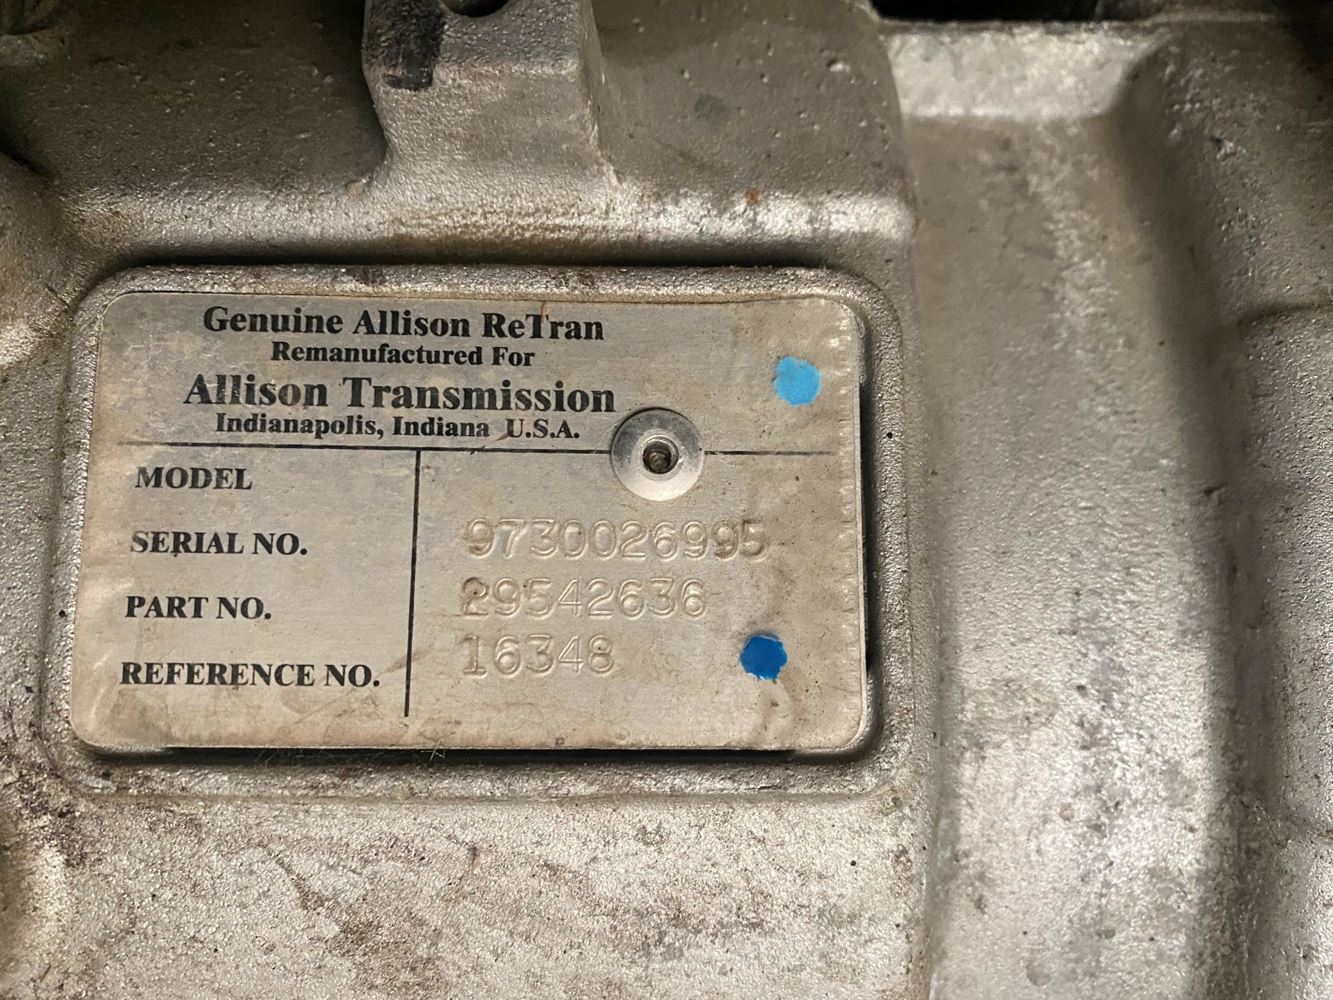 Genuine Allison ReTran
Remanufactured For
Allison Transmission
Indianapolis, Indiana U.S.A.
MODEL
SERIAL NO. 9730026995
PART NO. 29542636
REFERENCE NO. 16348